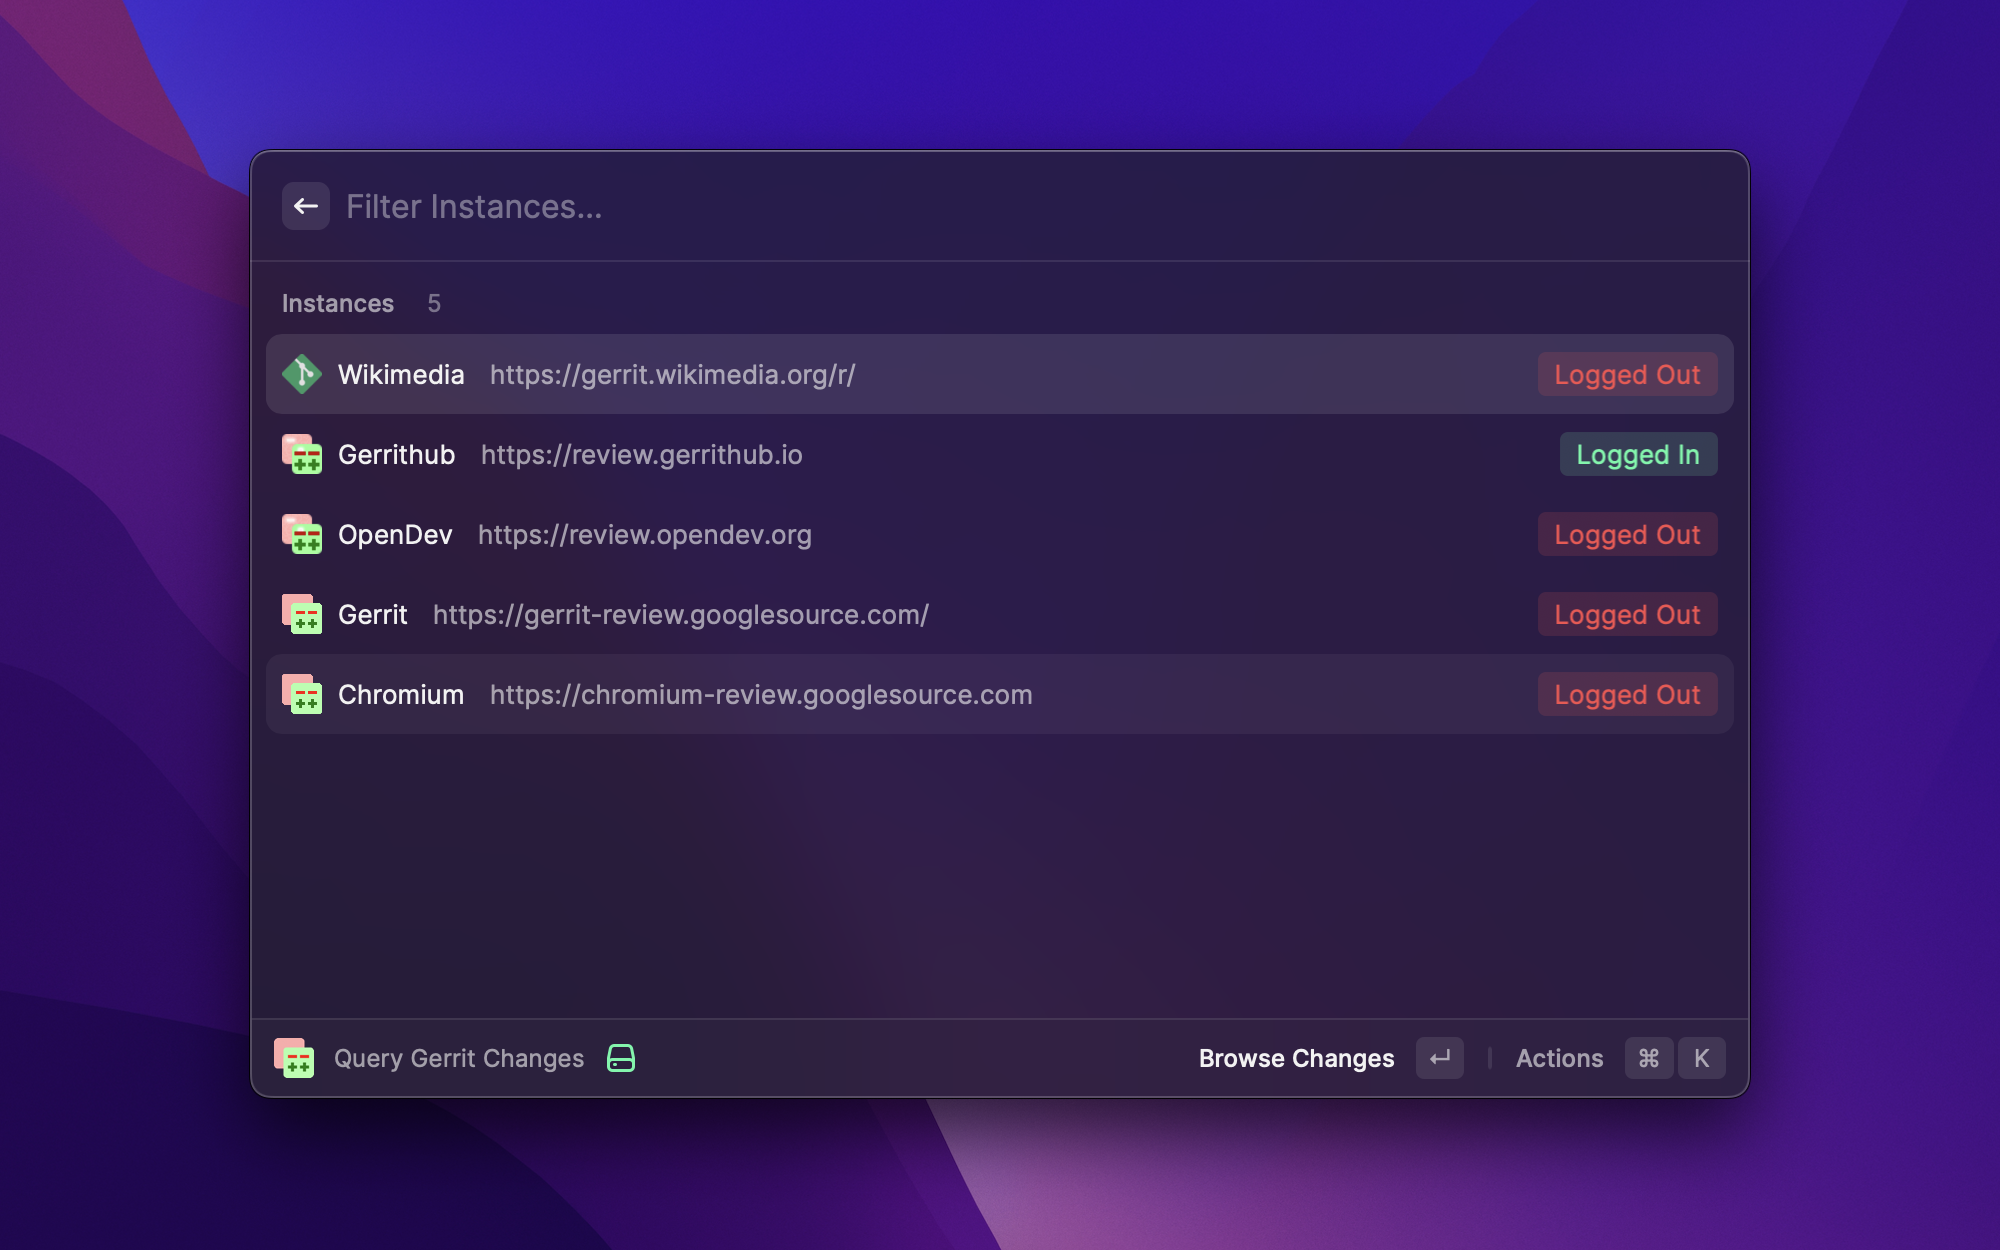 Filter Instances...
Instances 5
Wikimedia https://gerrit.wikimedia.org/r/ Logged Out
Gerrithub https://review.gerrithub.io Logged In
OpenDev https://review.opendev.org Logged Out
Gerrit https://gerrit-review.googlesource.com/ Logged Out
Chromium https://chromium-review.googlesource.com Logged Out
Query Gerrit Changes Browse Changes ↵ Actions ⌘ K